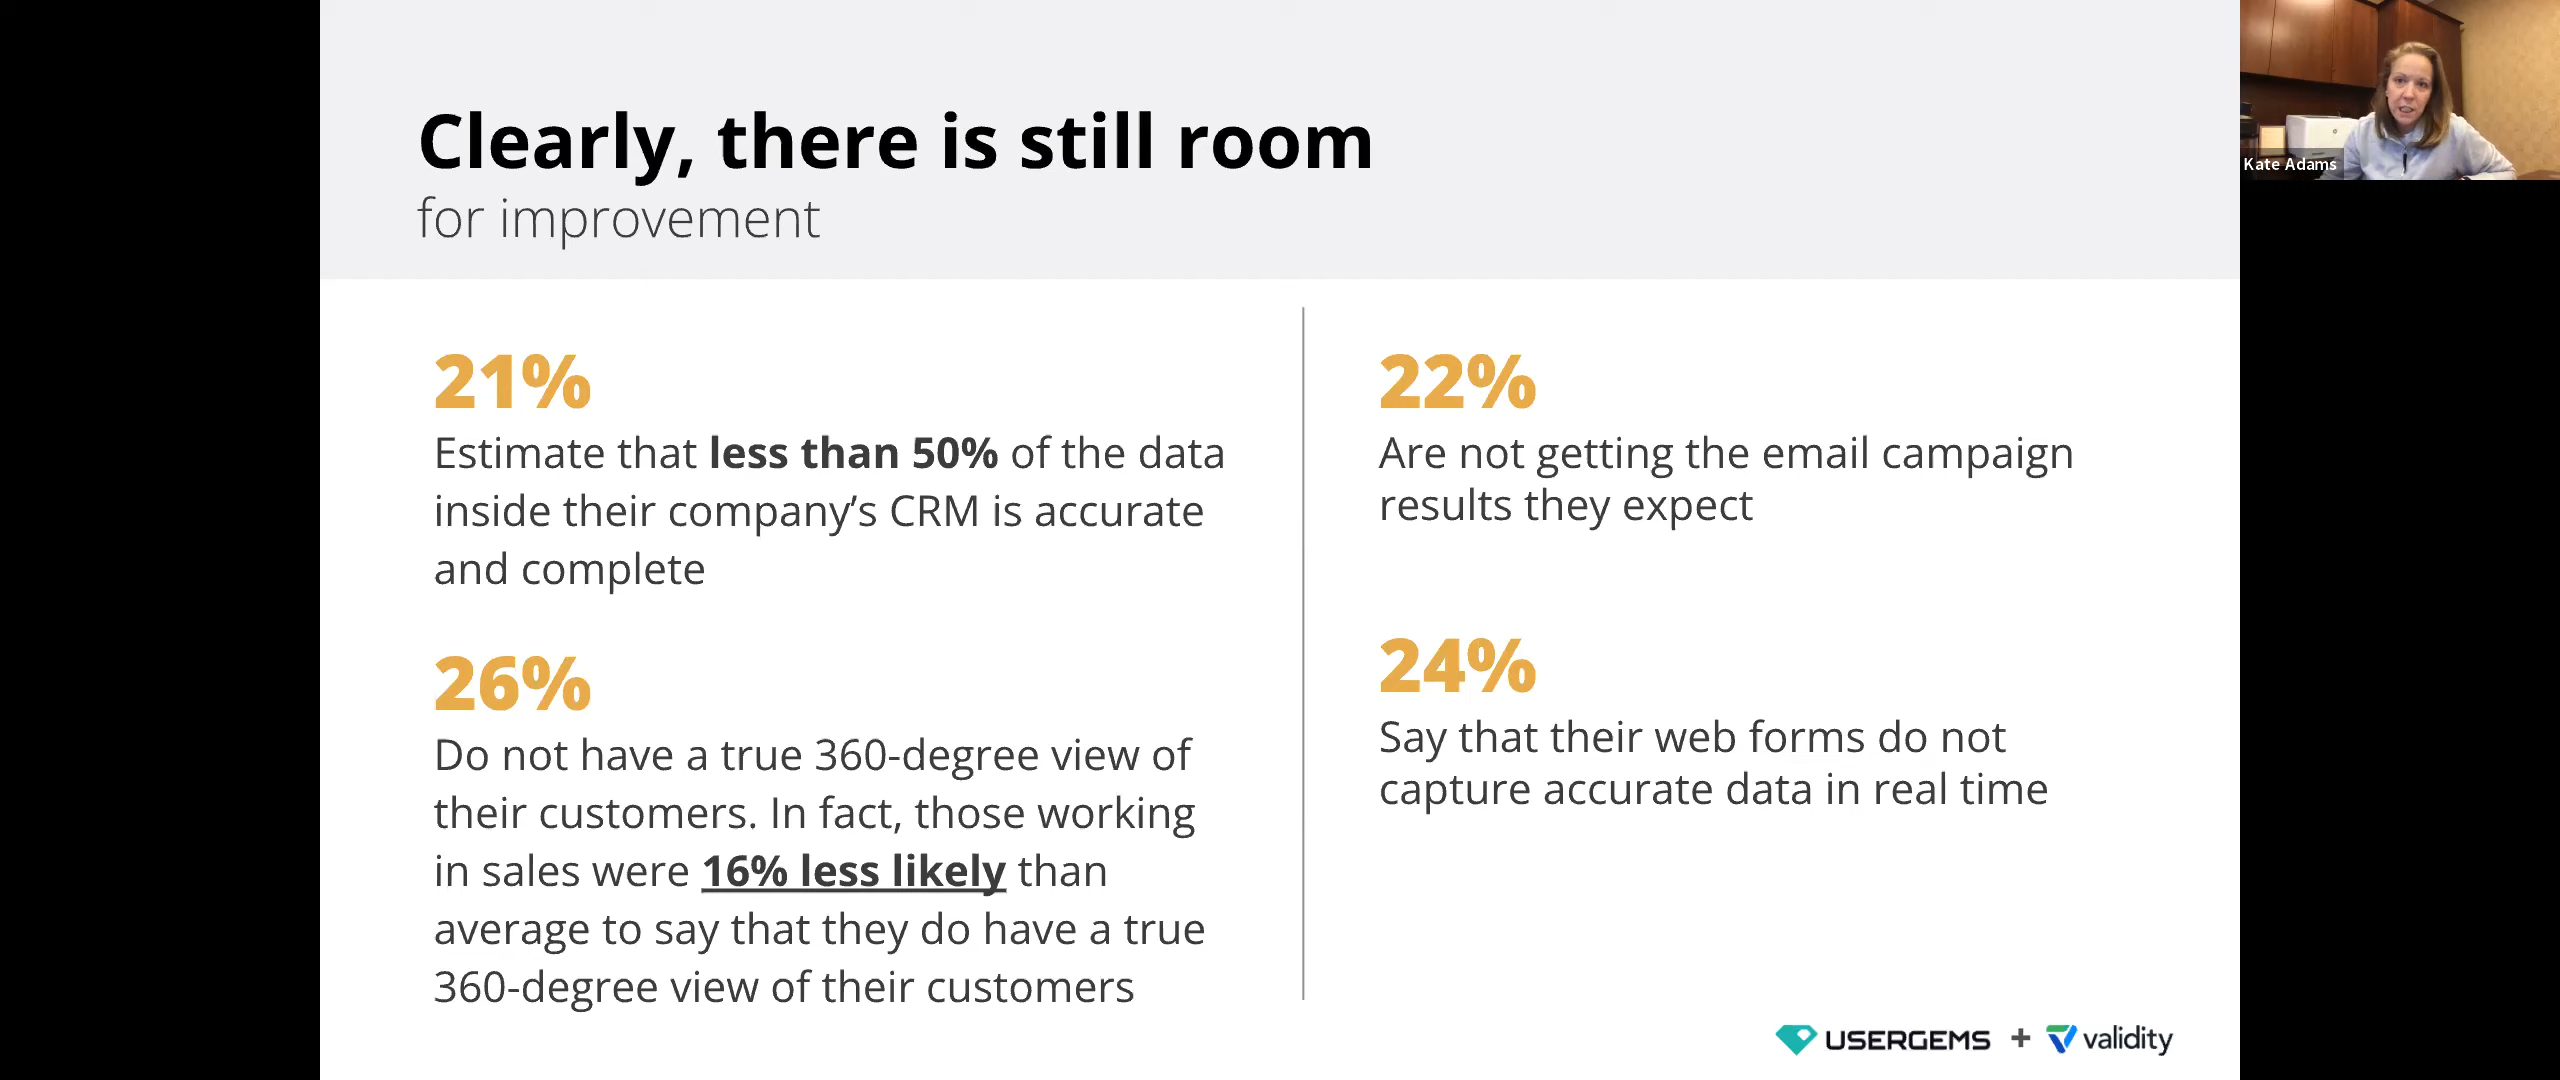 Clearly, there is still room
for improvement
21%
Estimate that less than 50% of the data
inside their company’s CRM is accurate
and complete
26%
Do not have a true 360-degree view of
their customers. In fact, those working
in sales were 16% less likely than
average to say that they do have a true
360-degree view of their customers
22%
Are not getting the email campaign
results they expect
24%
Say that their web forms do not
capture accurate data in real time
USERGEMS + validity
Kate Adams